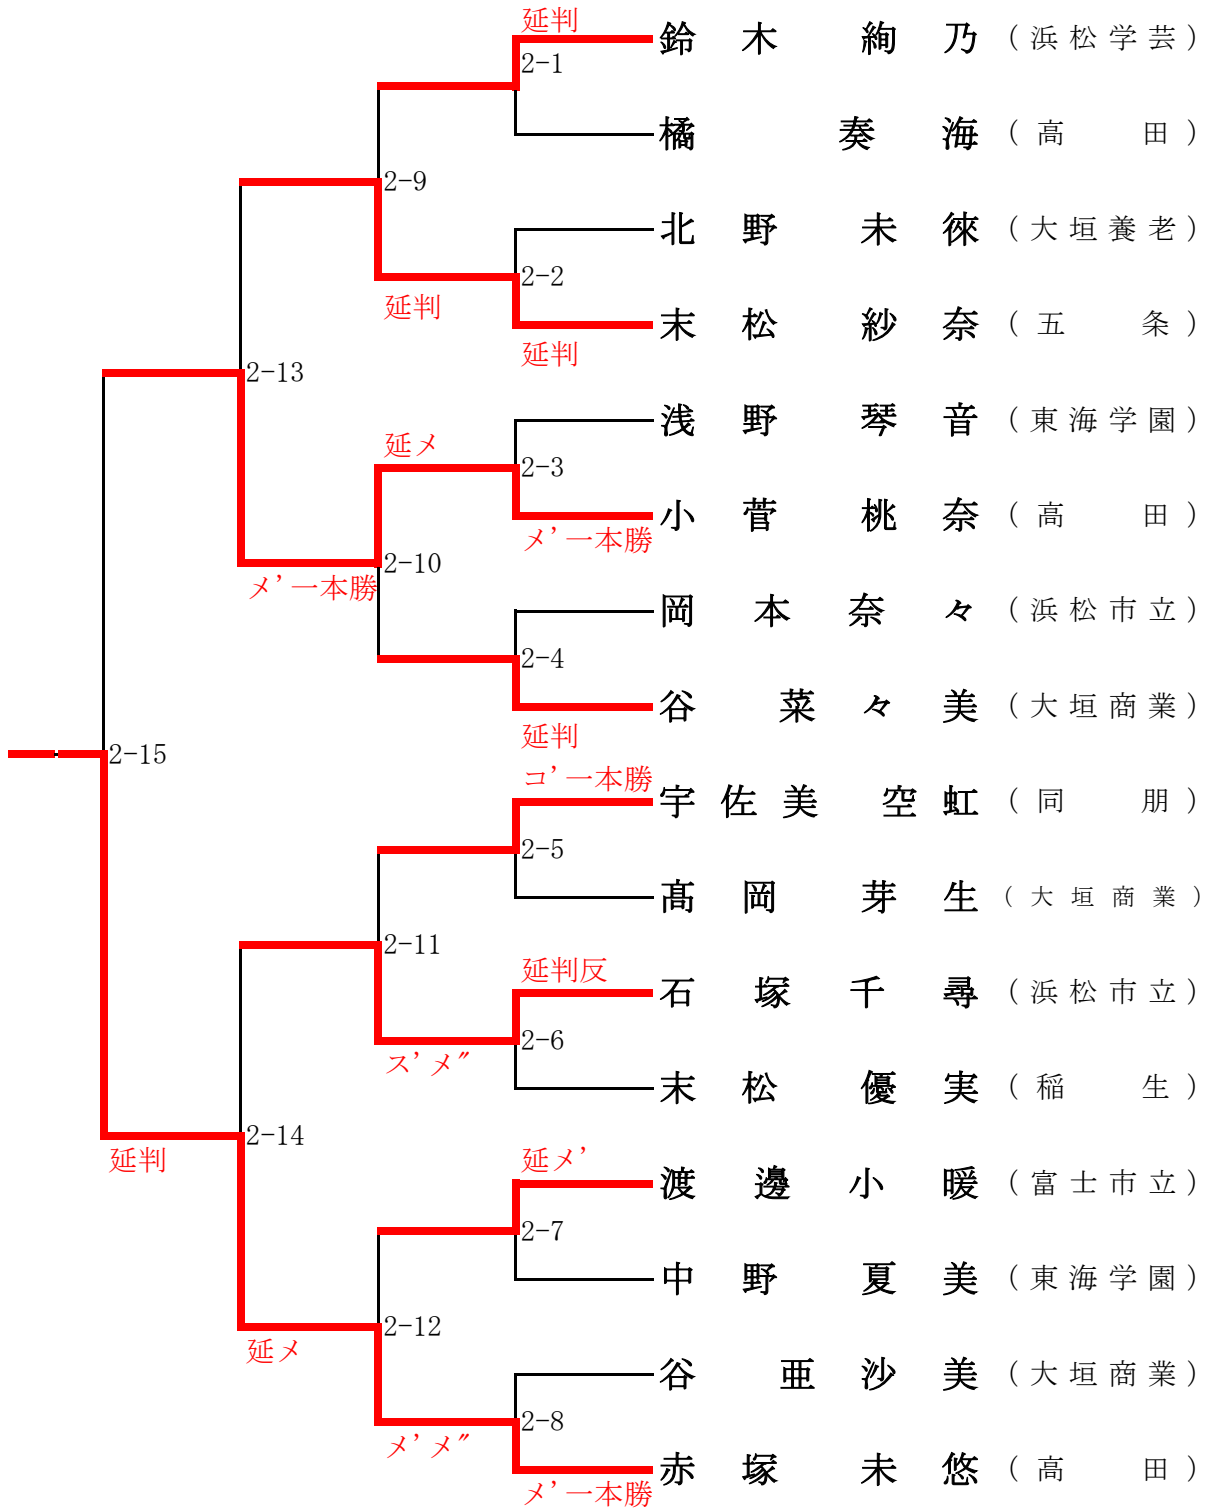 延判
鈴木 絢乃 (浜松学芸)
2-1
橘 奏海 (高田)
2-9
北野 未徠 (大垣養老)
2-2
延判
末松 紗奈 (五条)
延判
2-13
浅野 琴音 (東海学園)
延メ
2-3
小菅 桃奈 (高田)
メ’一本勝
2-10
メ’一本勝
岡本奈々 (浜松市立)
2-4
谷 菜々美 (大垣商業)
延判
2-15
コ’一本勝
宇佐美 空虹 (同朋)
2-5
髙岡 芽生 (大垣商業)
2-11
延判反
石塚千尋 (浜松市立)
2-6
ス’メ”
末松 優実 (稲生)
2-14
延判
延メ’
渡邊小暖 (富士市立)
2-7
中野 夏美 (東海学園)
2-12
延メ
谷 亜沙美 (大垣商業)
2-8
メ’メ”
赤塚 未悠 (高田)
メ’一本勝